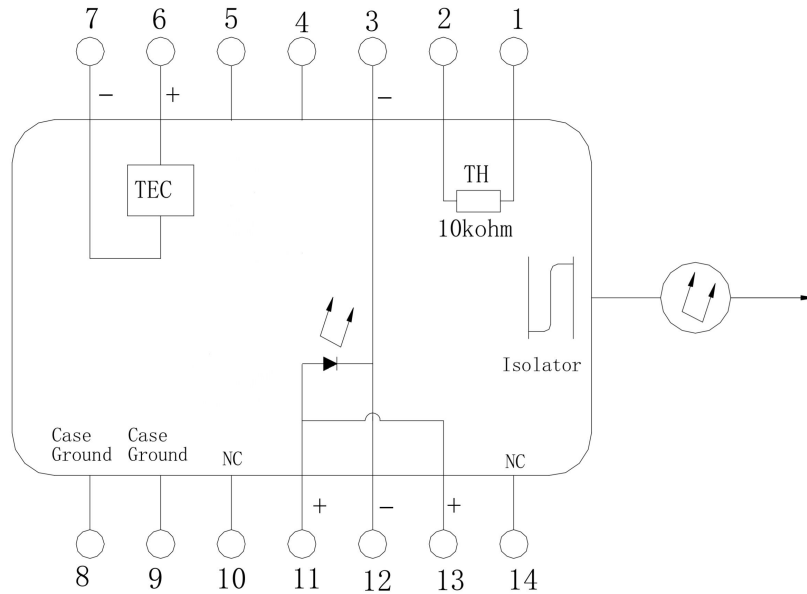 7 6 5 4 3 2 1
− + −
TEC
TH
10kohm
Isolator
Case
Ground
Case
Ground
NC
NC
+ − +
8 9 10 11 12 13 14